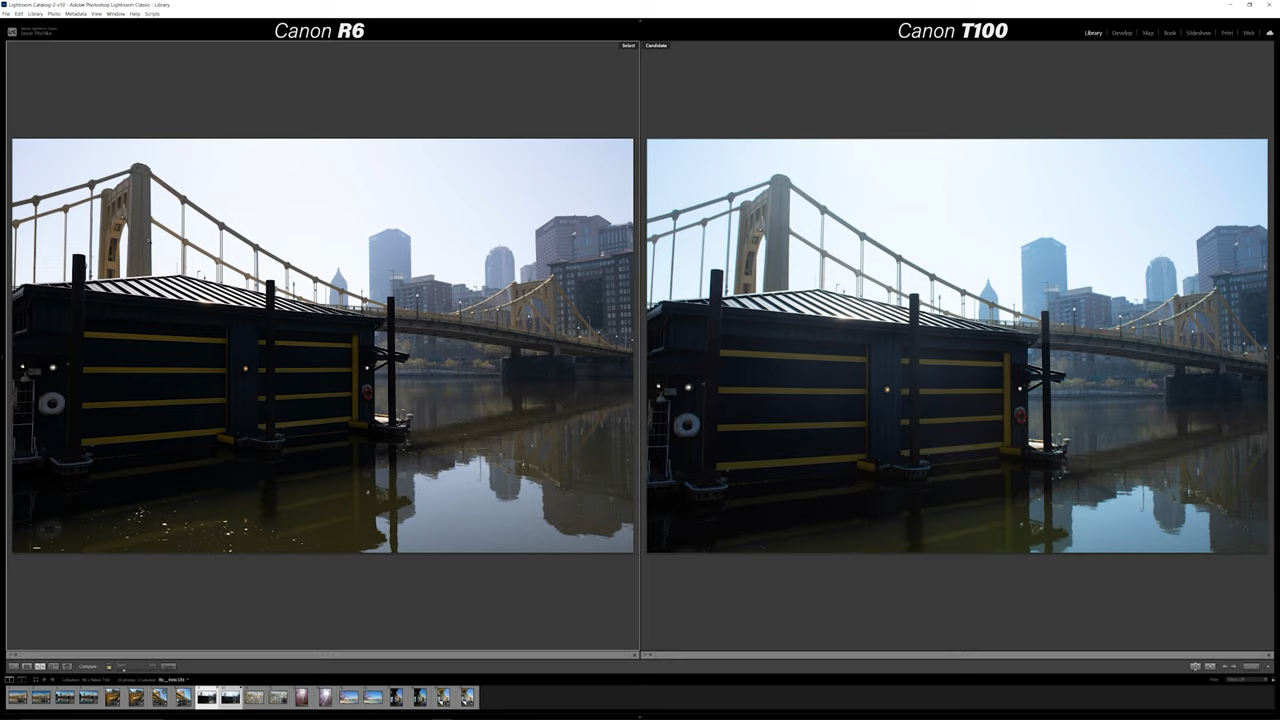 Lightroom Catalog-2-v13 - Adobe Photoshop Lightroom Classic - Library
File Edit Library Photo Metadata View Window Help Scripts
Canon R6
Canon T100
Library Develop Map Book Slideshow Print Web
Select
Candidate
Compare